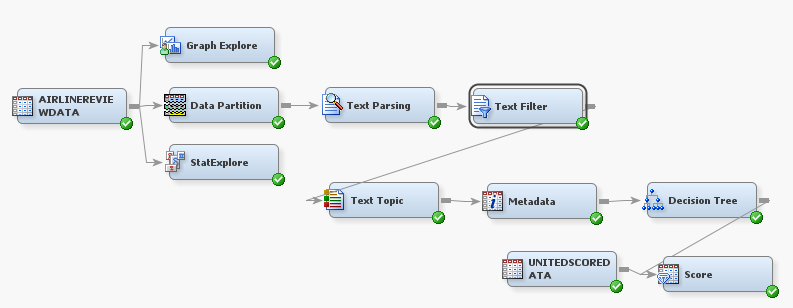 Graph Explore
AIRLINEREVIE
WDATA
Data Partition
Text Parsing
Text Filter
StatExplore
Text Topic
Metadata
Decision Tree
UNITEDSCORED
ATA
Score